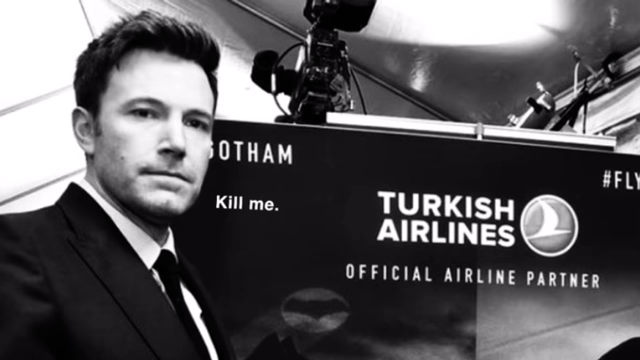 GOTHAM
#FLY
Kill me.
TURKISH
AIRLINES
OFFICIAL AIRLINE PARTNER